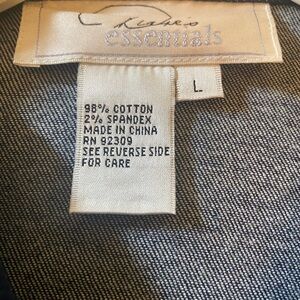 essentials
L
98% COTTON
2% SPANDEX
MADE IN CHINA
RN 92309
SEE REVERSE SIDE
FOR CARE